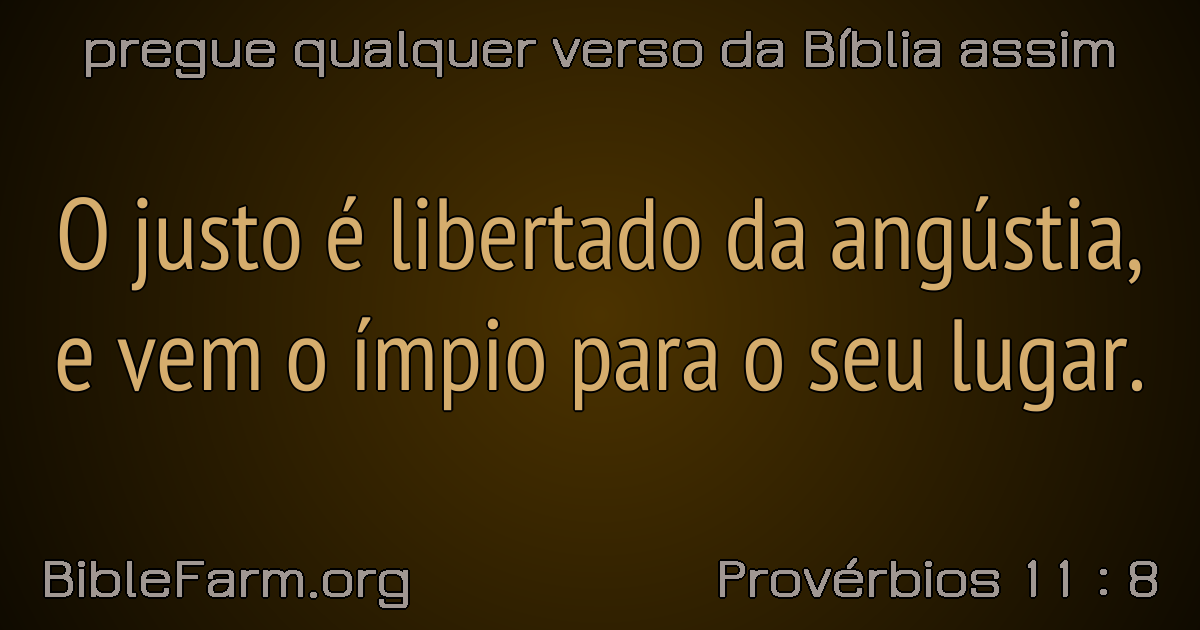 pregue qualquer verso da Bíblia assim
O justo é libertado da angústia,
e vem o ímpio para o seu lugar.
BibleFarm.org
Provérbios 11 : 8